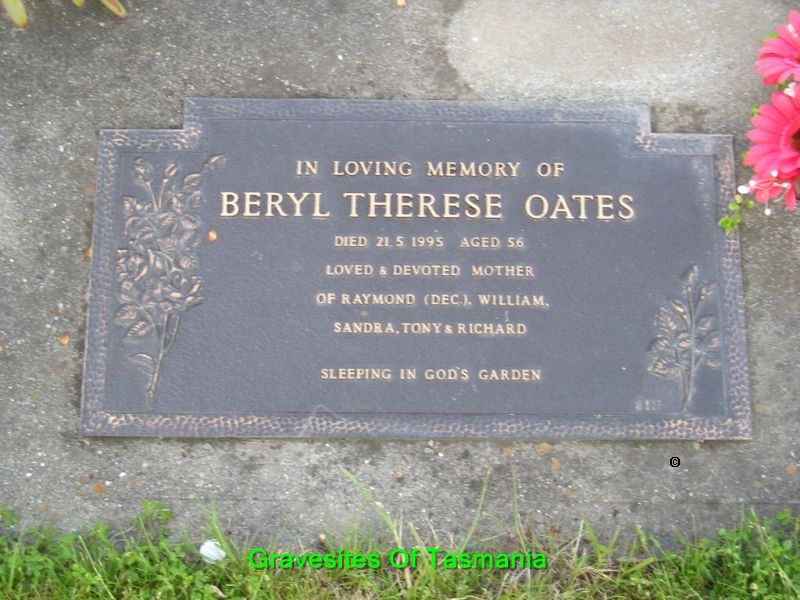 IN LOVING MEMORY OF
BERYL THERESE OATES
DIED 21.5.1995 AGED 56
LOVED & DEVOTED MOTHER
OF RAYMOND (DEC.), WILLIAM,
SANDRA, TONY & RICHARD
SLEEPING IN GOD'S GARDEN
©
Gravesites Of Tasmania